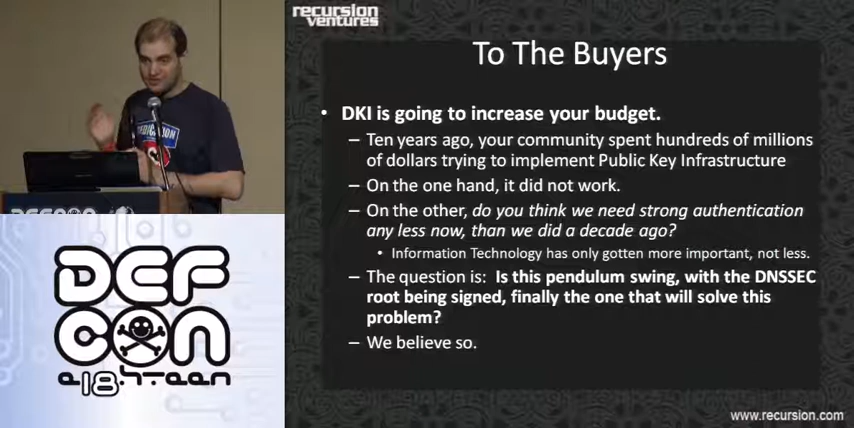 recursion
ventures
To The Buyers
• DKI is going to increase your budget.
– Ten years ago, your community spent hundreds of millions
of dollars trying to implement Public Key Infrastructure
– On the one hand, it did not work.
– On the other, do you think we need strong authentication
any less now, than we did a decade ago?
• Information Technology has only gotten more important, not less.
– The question is: Is this pendulum swing, with the DNSSEC
root being signed, finally the one that will solve this
problem?
– We believe so.
www.recursion.com
DEFCON
DEF
CON
e18h-teen